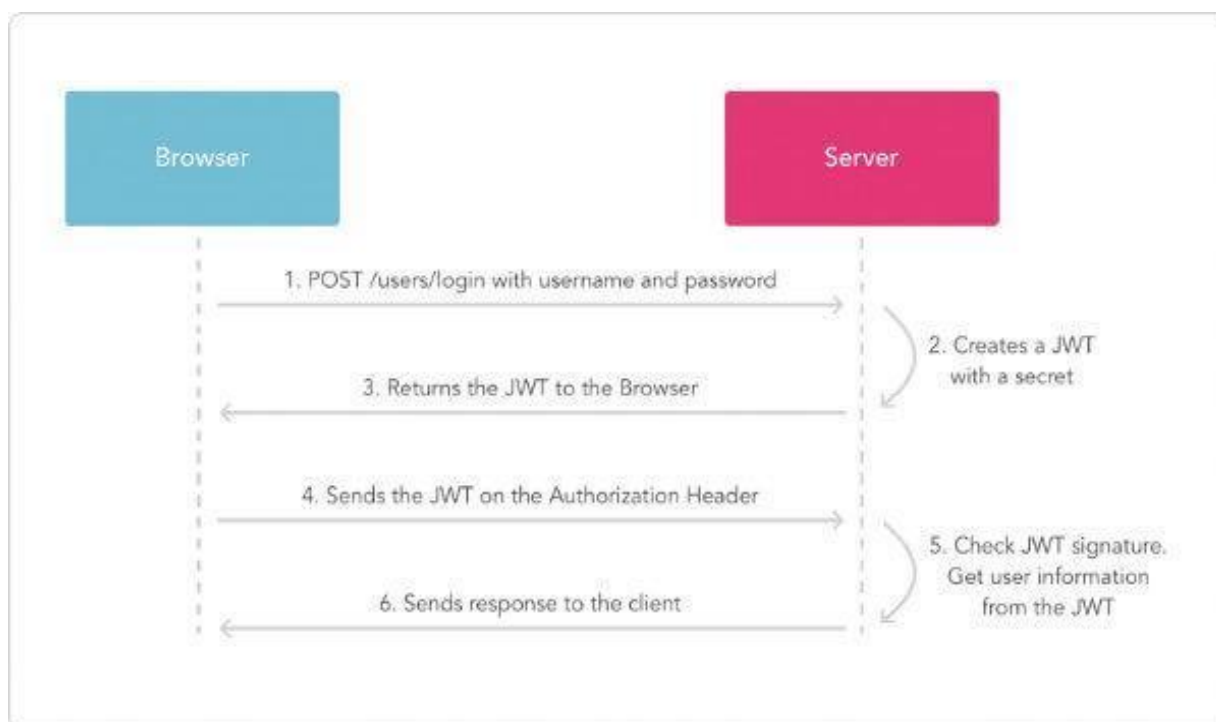 Browser
Server
1. POST /users/login with username and password
2. Creates a JWT
with a secret
3. Returns the JWT to the Browser
4. Sends the JWT on the Authorization Header
5. Check JWT signature.
Get user information
from the JWT
6. Sends response to the client